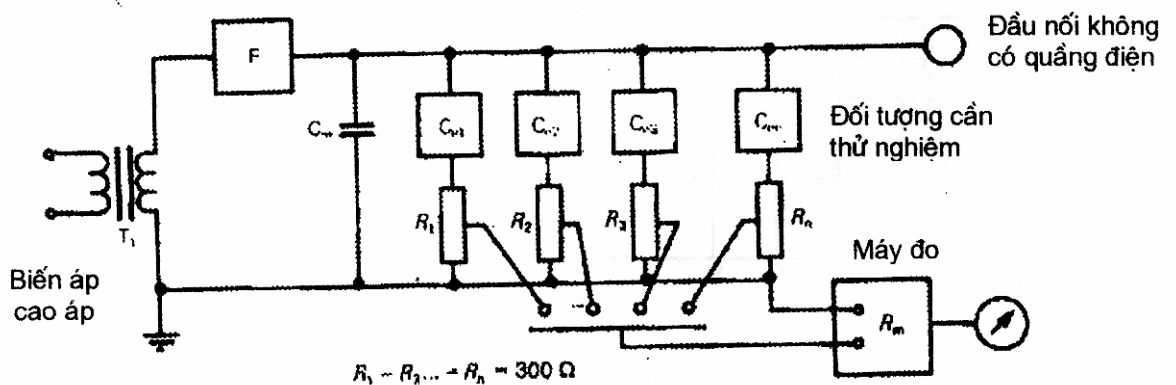 Đầu nối không
có quầng điện
F
Đối tượng cần
thử nghiệm
T₁
R₁
R₂
R₃
Rₙ
Biến áp
cao áp
Máy đo
Rₘ
R₁ – R₂... – Rₙ = 300 Ω